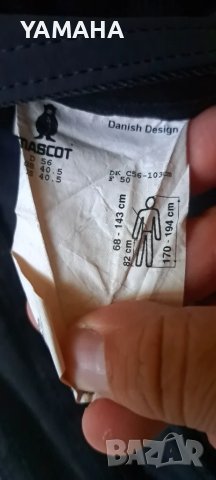 YAMAHA
Danish Design
MASCOT
D 56
40.5
40.5
DK C56-103cm
50
68 - 143 cm
82 cm
170 - 194 cm
BAZAR